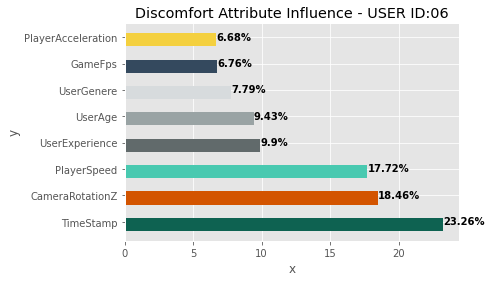 Discomfort Attribute Influence - USER ID:06
PlayerAcceleration 6.68%
GameFps 6.76%
UserGenere 7.79%
UserAge 9.43%
UserExperience 9.9%
PlayerSpeed 17.72%
CameraRotationZ 18.46%
TimeStamp 23.26%
y
0 5 10 15 20
x